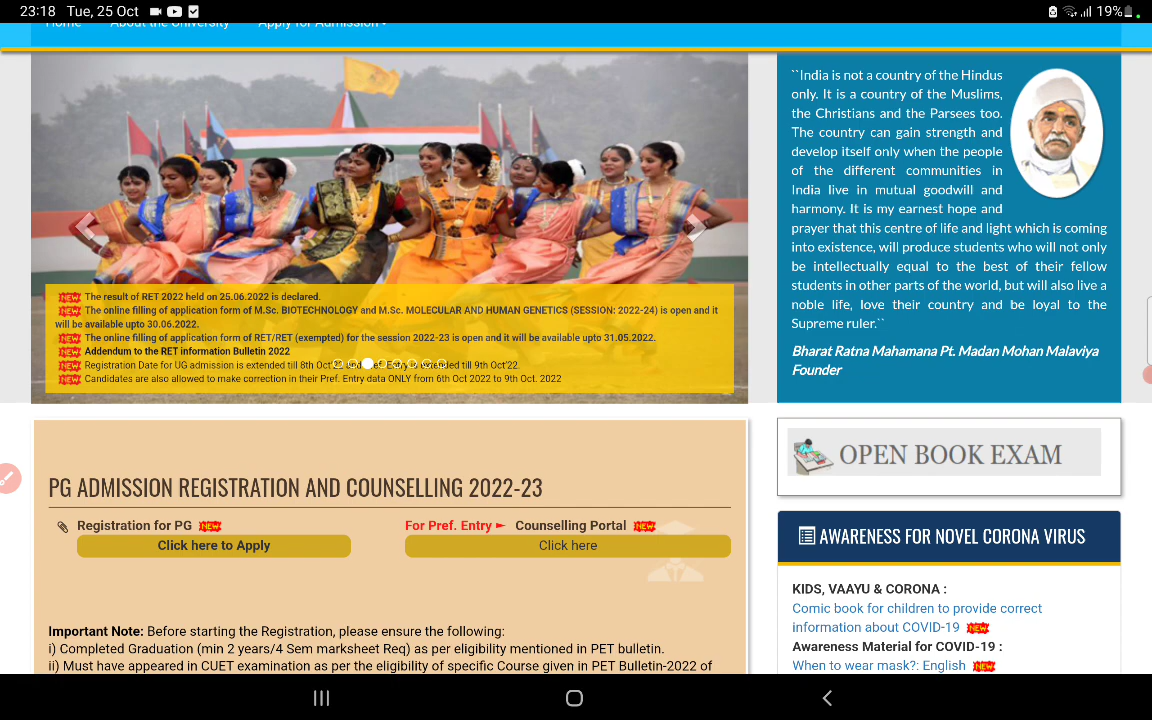 23:18 Tue, 25 Oct
19%
Home About the University Apply for Admission
``India is not a country of the Hindus
only. It is a country of the Muslims,
the Christians and the Parsees too.
The country can gain strength and
develop itself only when the people
of the different communities in
India live in mutual goodwill and
harmony. It is my earnest hope and
prayer that this centre of life and light which is coming
into existence, will produce students who will not only
be intellectually equal to the best of their fellow
students in other parts of the world, but will also live a
noble life, love their country and be loyal to the
Supreme ruler.``
Bharat Ratna Mahamana Pt. Madan Mohan Malaviya
Founder
NEW The result of RET 2022 held on 25.06.2022 is declared.
NEW The online filling of application form of M.Sc. BIOTECHNOLOGY and M.Sc. MOLECULAR AND HUMAN GENETICS (SESSION: 2022-24) is open and it
will be available upto 30.06.2022.
NEW The online filling of application form of RET/RET (exempted) for the session 2022-23 is open and it will be available upto 31.05.2022.
NEW Addendum to the RET information Bulletin 2022
NEW Registration Date for UG admission is extended till 8th Oct extended till 9th Oct'22.
NEW Candidates are also allowed to make correction in their Pref. Entry data ONLY from 6th Oct 2022 to 9th Oct. 2022
PG ADMISSION REGISTRATION AND COUNSELLING 2022-23
Registration for PG NEW
Click here to Apply
For Pref. Entry ► Counselling Portal NEW
Click here
Important Note: Before starting the Registration, please ensure the following:
i) Completed Graduation (min 2 years/4 Sem marksheet Req) as per eligibility mentioned in PET bulletin.
ii) Must have appeared in CUET examination as per the eligibility of specific Course given in PET Bulletin-2022 of
OPEN BOOK EXAM
AWARENESS FOR NOVEL CORONA VIRUS
KIDS, VAAYU & CORONA :
Comic book for children to provide correct
information about COVID-19 NEW
Awareness Material for COVID-19 :
When to wear mask?: English NEW